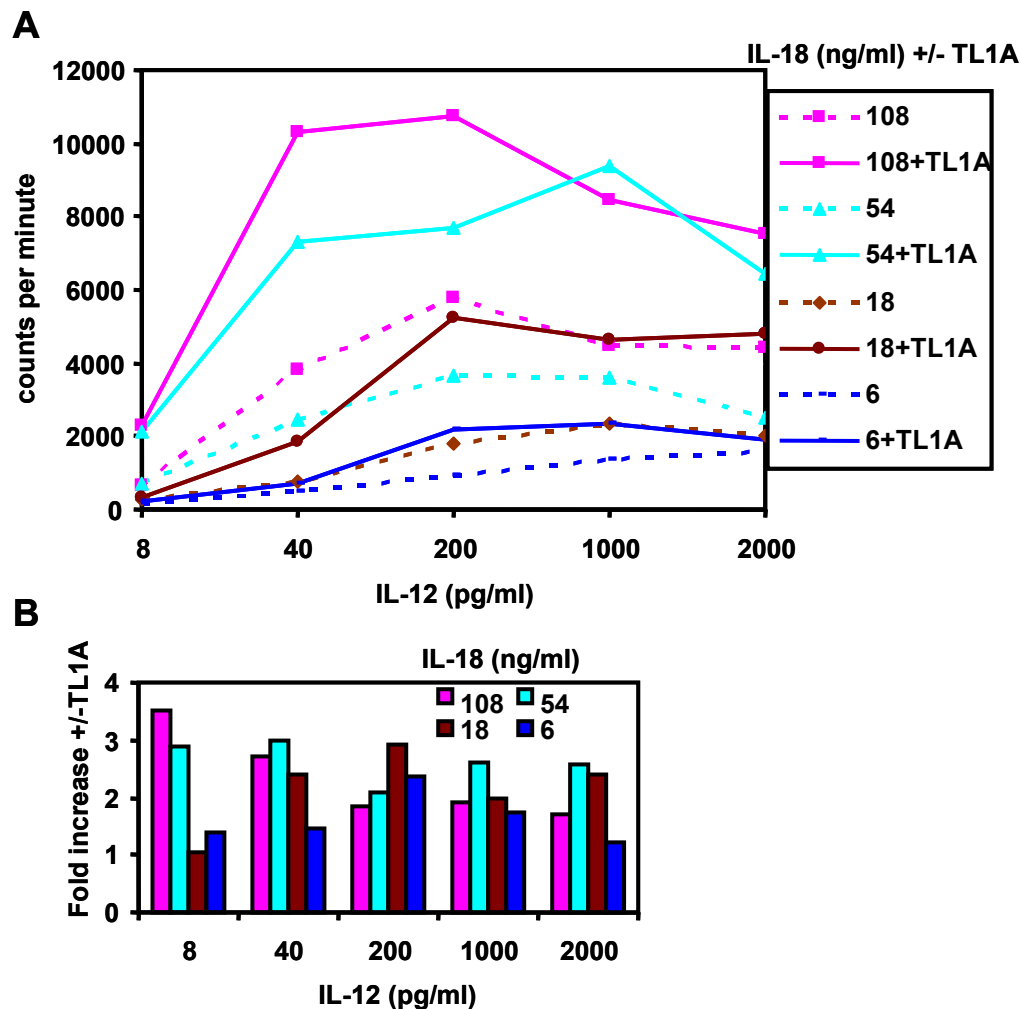 A
IL-18 (ng/ml) +/- TL1A
12000
10000
8000
6000
4000
2000
0
counts per minute
8 40 200 1000 2000
IL-12 (pg/ml)
108
108+TL1A
54
54+TL1A
18
18+TL1A
6
6+TL1A
B
IL-18 (ng/ml)
108 54
18 6
4
3
2
1
0
Fold increase +/-TL1A
8 40 200 1000 2000
IL-12 (pg/ml)